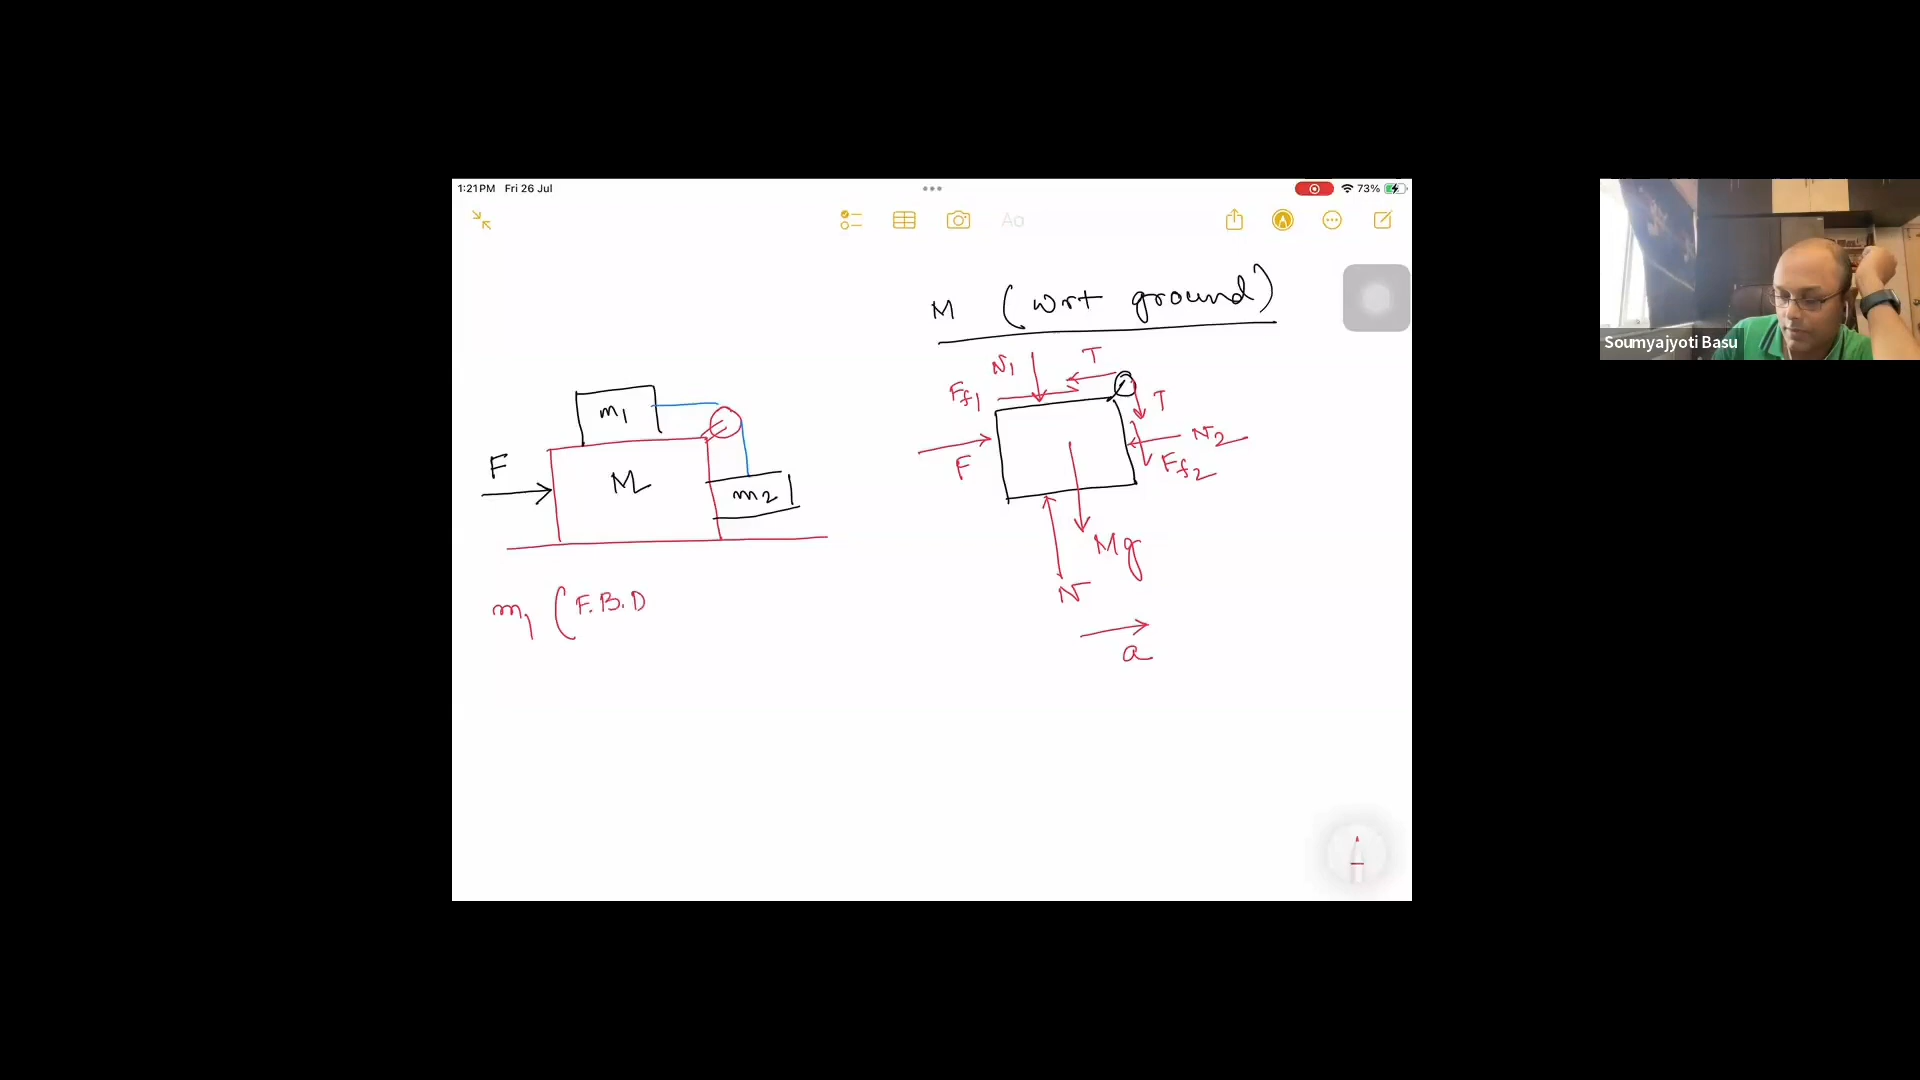 1:21 PM Fri 26 Jul
73%
Aa
M (wrt ground)
N1
T
Ff1
T
N2
F
Ff2
Mg
N
a
m1
F
M
m2
m1 (F.B.D
Soumyajyoti Basu